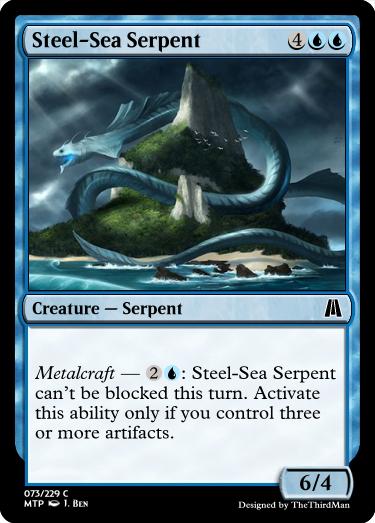 Steel-Sea Serpent 4
Creature — Serpent
Metalcraft — 2 : Steel-Sea Serpent
can't be blocked this turn. Activate
this ability only if you control three
or more artifacts.
6/4
073/229 C
MTP I. BEN
Designed by TheThirdMan